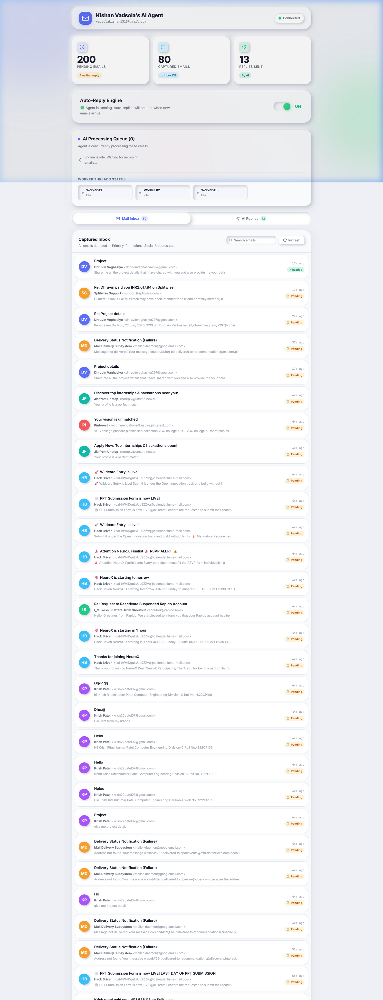 Kishan Vadsola's AI Agent
vadsolakishan1310@gmail.com
Connected
200
PENDING EMAILS
Awaiting reply
80
CAPTURED EMAILS
In inbox DB
13
REPLIES SENT
By AI
Auto-Reply Engine
✅ Agent is running. Auto-replies will be sent when new
emails arrive.
ON
AI Processing Queue (0)
Agent is concurrently processing these emails...
Engine is idle. Waiting for incoming
emails...
WORKER THREADS STATUS
Worker #1
Idle
Worker #2
Idle
Worker #3
Idle
Mail Inbox 80
AI Replies 13
Captured Inbox
All emails detected — Primary, Promotions, Social, Updates tabs
Search emails...
Refresh
DV
Project
Dhruvin Vaghasiya <dhruvinvaghasiya297@gmail.com>
Share me all the project details that i have shared with you and also provide me your data
17m ago
✓ Replied
SS
Re: Dhruvin paid you INR2,617.84 on Splitwise
Splitwise Support <support@splitwise.com>
Hi there, It looks like this email may have been intended for a friend or family member, b
17m ago
⏳ Pending
DV
Re: Project details
Dhruvin Vaghasiya <dhruvinvaghasiya297@gmail.com>
Provide me On Mon, 22 Jun, 2026, 9:33 pm Dhruvin Vaghasiya, &lt;dhruvinvaghasiya297@gmail.
22m ago
⏳ Pending
MD
Delivery Status Notification (Failure)
Mail Delivery Subsystem <mailer-daemon@googlemail.com>
Message not delivered Your message couldn&#39;t be delivered to recommendations@explore.pi
37m ago
⏳ Pending
DV
Project details
Dhruvin Vaghasiya <dhruvinvaghasiya297@gmail.com>
Share me all the project details that i have shared with you and also provide me your data
37m ago
⏳ Pending
JF
Discover top internships & hackathons near you!
Jia from Unstop <noreply@unstop.news>
Your profile is a perfect match!
44m ago
⏳ Pending
PI
Your vision is unmatched
Pinterest <recommendations@inspire.pinterest.com>
VCG college pussore picnics sari collection VCG college pus... VCG college pussore picnics
44m ago
⏳ Pending
JF
Apply Now: Top internships & hackathons open!
Jia from Unstop <noreply@unstop.news>
Your profile is a perfect match!
44m ago
⏳ Pending
HB
🚀 Wildcard Entry is Live!
Hack Briven <cal-hW4DguLvUu9ZZvq@calendar.luma-mail.com>
🚀 Wildcard Entry is Live! Submit it under the Open Innovation track and build without lim
44m ago
⏳ Pending
HB
PPT Submission Form is now LIVE!
Hack Briven <cal-hW4DguLvUu9ZZvq@calendar.luma-mail.com>
PPT Submission Form is now LIVE!@all Team Leaders are requested to submit their team&
44m ago
⏳ Pending
HB
🚀 Wildcard Entry is Live!
Hack Briven <cal-hW4DguLvUu9ZZvq@calendar.luma-mail.com>
Submit it under the Open Innovation track and build without limits. ⚡ Mandatory Requiremen
44m ago
⏳ Pending
HB
🚨 Attention NeuroX Finalist 🚨 RSVP ALERT ⚠️
Hack Briven <cal-hW4DguLvUu9ZZvq@calendar.luma-mail.com>
🚨 Attention NeuroX Participants Every participant must fill the RSVP form individually. �
44m ago
⏳ Pending
HB
⏰ NeuroX is starting tomorrow
Hack Briven <cal-hW4DguLvUu9ZZvq@calendar.luma-mail.com>
Hack Briven NeuroX is starting tomorrow JUN 21 Sunday 21 June 10:00 - 17:00 GMT+5:30 CDS C
44m ago
⏳ Pending
IB
Re: Request to Reactivate Suspended Rapido Account
I_Mukesh Bhattarai from Shoutout <shoutout@rapido.bike>
Hello, Greetings from Rapido! We are pleased to inform you that your Rapido account has be
44m ago
⏳ Pending
HB
⏰ NeuroX is starting in 1 hour
Hack Briven <cal-hW4DguLvUu9ZZvq@calendar.luma-mail.com>
Hack Briven NeuroX is starting in 1 hour JUN 21 Sunday 21 June 10:00 - 17:00 GMT+5:30 CDS
44m ago
⏳ Pending
HB
Thanks for joining NeuroX
Hack Briven <cal-hW4DguLvUu9ZZvq@calendar.luma-mail.com>
Thank you for joining NeuroX Dear NeuroX Participants, Thank you for being a part of Neuro
44m ago
⏳ Pending
KP
Gggggg
Krish Patel <krish22patel07@gmail.com>
hii Krish Riteshkumar Patel Computer Engineering Division-C Roll No.-S22CP109
44m ago
⏳ Pending
KP
Dhuxjj
Krish Patel <krish22patel07@gmail.com>
Hiii Sent from my iPhone
44m ago
⏳ Pending
KP
Hello
Krish Patel <krish22patel07@gmail.com>
Hii Krish Riteshkumar Patel Computer Engineering Division-C Roll No.-S22CP109
44m ago
⏳ Pending
KP
Hello
Krish Patel <krish22patel07@gmail.com>
iiihhh Krish Riteshkumar Patel Computer Engineering Division-C Roll No.-S22CP109
44m ago
⏳ Pending
KP
Heloo
Krish Patel <krish22patel07@gmail.com>
Hiii Krish Riteshkumar Patel Computer Engineering Division-C Roll No.-S22CP109
44m ago
⏳ Pending
KP
Project
Krish Patel <krish22patel07@gmail.com>
give me project detai.
44m ago
⏳ Pending
MD
Delivery Status Notification (Failure)
Mail Delivery Subsystem <mailer-daemon@googlemail.com>
Address not found Your message wasn&#39;t delivered to apacevents@mkt.databricks.com becau
44m ago
⏳ Pending
MD
Delivery Status Notification (Failure)
Mail Delivery Subsystem <mailer-daemon@googlemail.com>
Address not found Your message wasn&#39;t delivered to uberone@uber.com because the addres
44m ago
⏳ Pending
KP
Hii
Krish Patel <krish22patel07@gmail.com>
give me project detail
44m ago
⏳ Pending
MD
Delivery Status Notification (Failure)
Mail Delivery Subsystem <mailer-daemon@googlemail.com>
Message not delivered Your message couldn&#39;t be delivered to recommendations@inspire.pi
44m ago
⏳ Pending
MD
Delivery Status Notification (Failure)
Mail Delivery Subsystem <mailer-daemon@googlemail.com>
Address not found Your message wasn&#39;t delivered to recommendations@discover.pinterest.
55m ago
⏳ Pending
HB
PPT Submission Form is now LIVE! LAST DAY OF PPT SUBMISSION
Hack Briven <cal-hW4DguLvUu9ZZvq@calendar.luma-mail.com>
PPT Submission Form is now LIVE!@all Team Leaders are requested to submit their team&
58m ago
⏳ Pending
Krish patel paid you INR1,538.03 on Splitwise